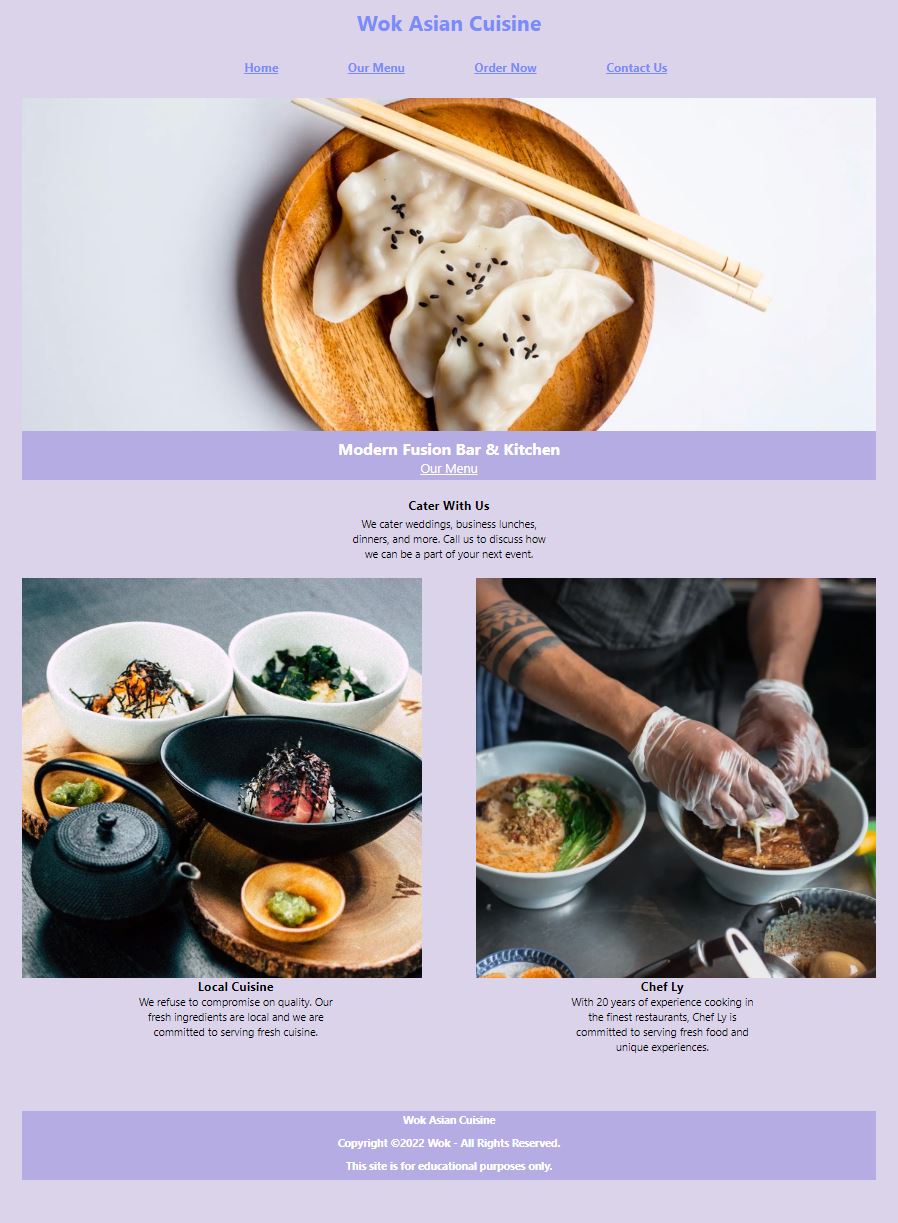 Wok Asian Cuisine
Home Our Menu Order Now Contact Us
Modern Fusion Bar & Kitchen
Our Menu
Cater With Us
We cater weddings, business lunches,
dinners, and more. Call us to discuss how
we can be a part of your next event.
Local Cuisine
We refuse to compromise on quality. Our
fresh ingredients are local and we are
committed to serving fresh cuisine.
Chef Ly
With 20 years of experience cooking in
the finest restaurants, Chef Ly is
committed to serving fresh food and
unique experiences.
Wok Asian Cuisine
Copyright ©2022 Wok - All Rights Reserved.
This site is for educational purposes only.